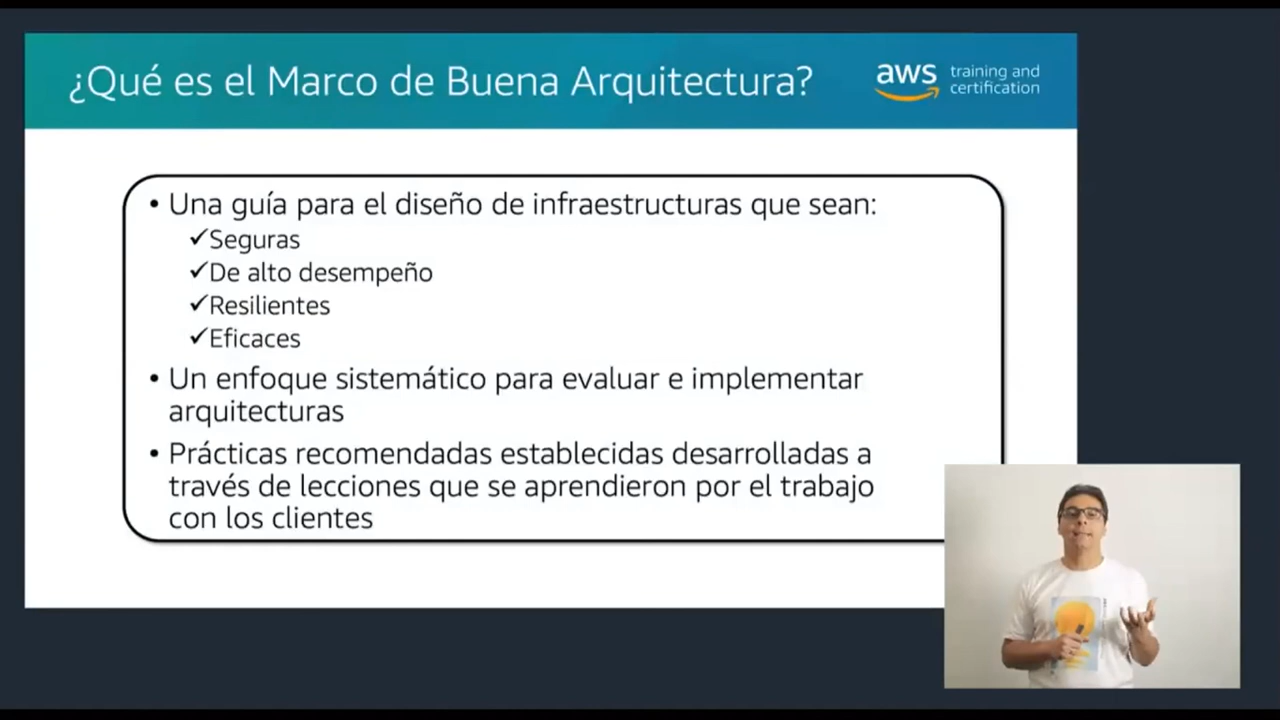 ¿Qué es el Marco de Buena Arquitectura?
aws training and
certification
• Una guía para el diseño de infraestructuras que sean:
✓Seguras
✓De alto desempeño
✓Resilientes
✓Eficaces
• Un enfoque sistemático para evaluar e implementar
arquitecturas
• Prácticas recomendadas establecidas desarrolladas a
través de lecciones que se aprendieron por el trabajo
con los clientes